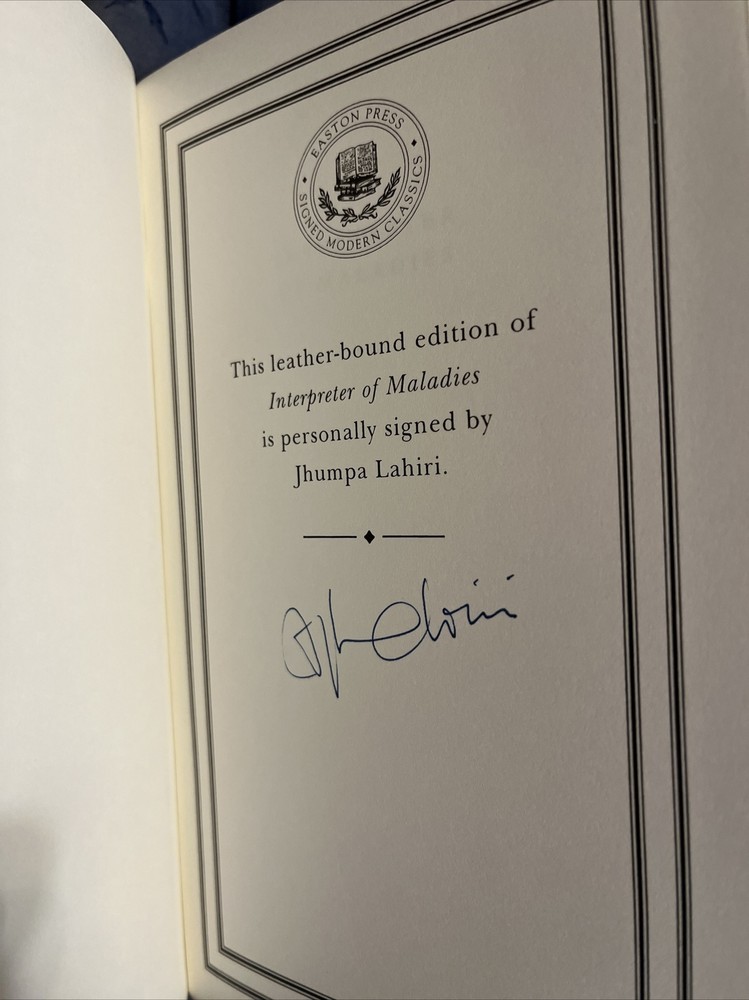 EASTON PRESS
SIGNED MODERN CLASSICS
This leather-bound edition of
Interpreter of Maladies
is personally signed by
Jhumpa Lahiri.